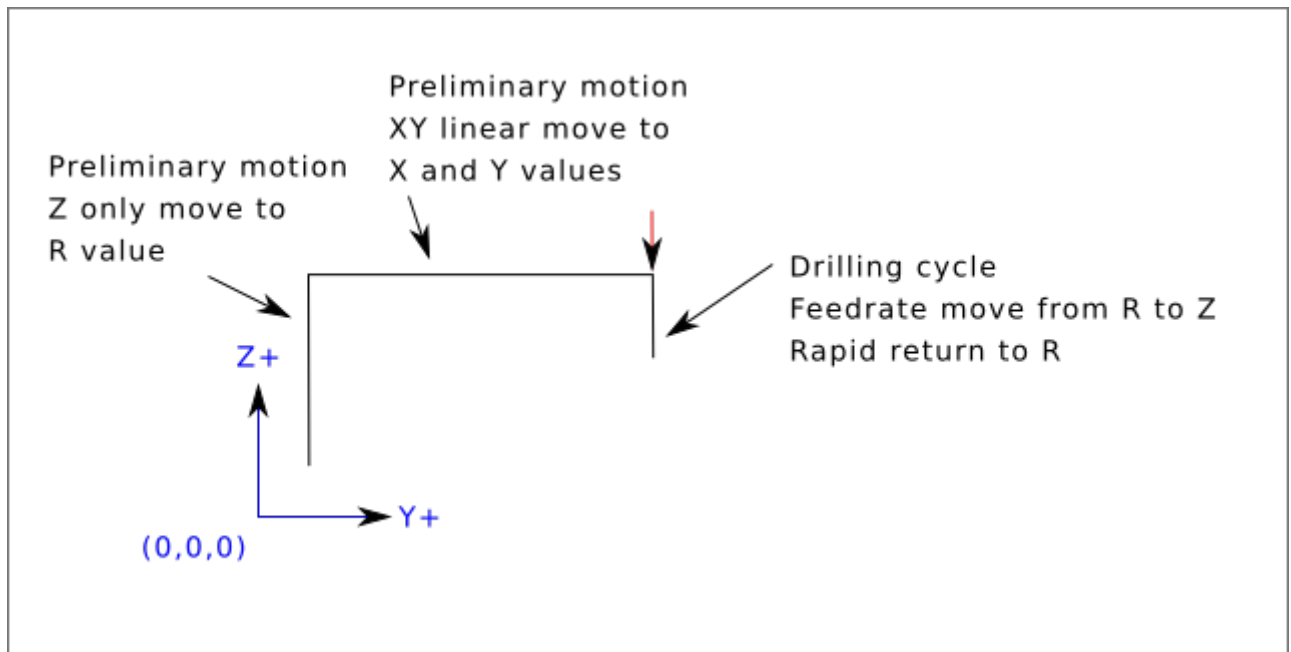 Preliminary motion
XY linear move to
X and Y values
Preliminary motion
Z only move to
R value
Drilling cycle
Feedrate move from R to Z
Rapid return to R
Z+
Y+
(0,0,0)